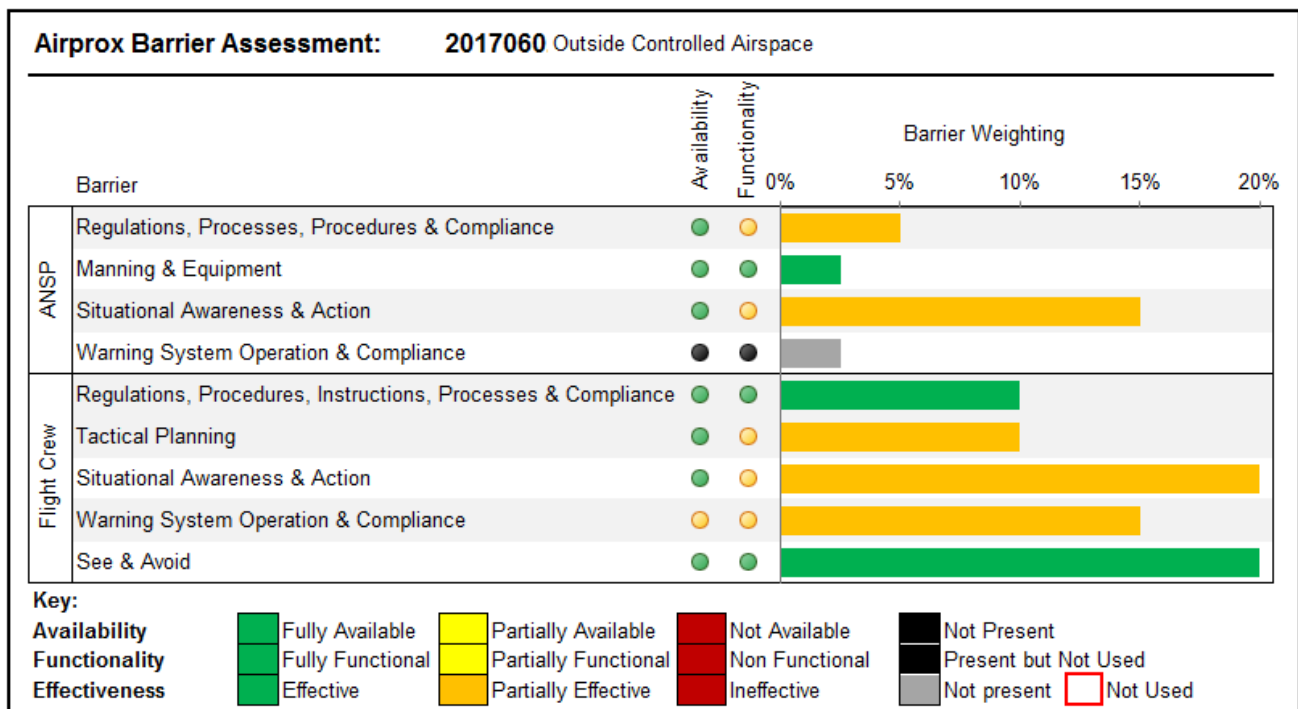 Airprox Barrier Assessment: 2017060 Outside Controlled Airspace
Availability
Functionality
Barrier Weighting
Barrier
0% 5% 10% 15% 20%
ANSP
Regulations, Processes, Procedures & Compliance
Manning & Equipment
Situational Awareness & Action
Warning System Operation & Compliance
Flight Crew
Regulations, Procedures, Instructions, Processes & Compliance
Tactical Planning
Situational Awareness & Action
Warning System Operation & Compliance
See & Avoid
Key:
Availability Fully Available Partially Available Not Available Not Present
Functionality Fully Functional Partially Functional Non Functional Present but Not Used
Effectiveness Effective Partially Effective Ineffective Not present Not Used